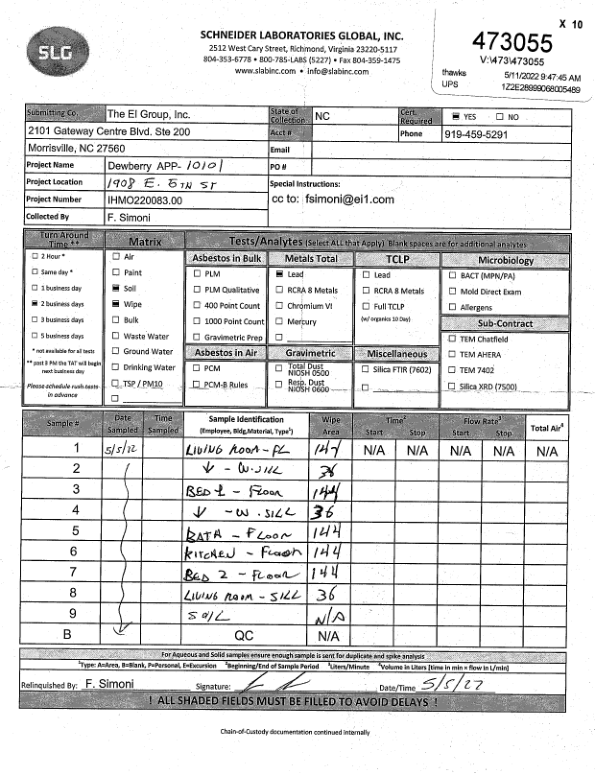 SLG
SCHNEIDER LABORATORIES GLOBAL, INC.
2512 West Cary Street, Richmond, Virginia 23220-5117
804-353-6778 • 800-785-LABS (5227) • Fax 804-359-1475
www.slabinc.com • info@slabinc.com
X 10
473055
V:\473\473055
thawks 5/11/2022 9:47:45 AM
UPS 1Z2E28999068005489
Submitting Co. The EI Group, Inc. State of Collection NC Cert. Required YES NO
2101 Gateway Centre Blvd. Ste 200 Acct # Phone 919-459-5291
Morrisville, NC 27560 Email
Project Name Dewberry APP- 10101 PO #
Project Location 1908 E. 5TH ST Special Instructions:
Project Number IHMO220083.00 cc to: fsimoni@ei1.com
Collected By F. Simoni
Turn Around Time ** Matrix Tests/Analytes (Select ALL that Apply) Blank spaces are for additional analytes
2 Hour* Air Asbestos in Bulk Metals Total TCLP Microbiology
Same day* Paint PLM Lead Lead BACT (MPN/PA)
1 business day Soil PLM Qualitative RCRA 8 Metals RCRA 8 Metals Mold Direct Exam
2 business days Wipe 400 Point Count Chromium VI Full TCLP Allergens
3 business days Bulk 1000 Point Count Mercury (w/ organics 10 Day) Sub-Contract
5 business days Waste Water Gravimetric Prep TEM Chatfield
* not available for all tests Ground Water Asbestos in Air Gravimetric Miscellaneous TEM AHERA
** past 3 PM the TAT will begin next business day Drinking Water PCM Total Dust NIOSH 0500 Silica FTIR (7602) TEM 7402
Please schedule rush tests in advance TSP / PM10 PCM-B Rules Resp. Dust NIOSH 0600 Silica XRD (7500)
Sample # Date Sampled Time Sampled Sample Identification (Employee, Bldg, Material, Type¹) Wipe Area Time² Start Stop Flow Rate³ Start Stop Total Air⁴
1 5/5/22 LIVING ROOM-FL 144 N/A N/A N/A N/A N/A
2 ↓ - W.SILL 36
3 BED 1 - FLOOR 144
4 ↓ - W. SILL 36
5 BATH - FLOOR 144
6 KITCHEN - FLOOR 144
7 BED 2 - FLOOR 144
8 LIVING ROOM - SILL 36
9 SOIL N/A
B QC N/A
For Aqueous and Solid samples ensure enough sample is sent for duplicate and spike analysis
¹Type: A=Area, B=Blank, P=Personal, E=Excursion ²Beginning/End of Sample Period ³Liters/Minute ⁴Volume in Liters [time in min × flow in L/min]
Relinquished By: F. Simoni Signature: Date/Time 5/5/22
! ALL SHADED FIELDS MUST BE FILLED TO AVOID DELAYS !
Chain-of-Custody documentation continued internally